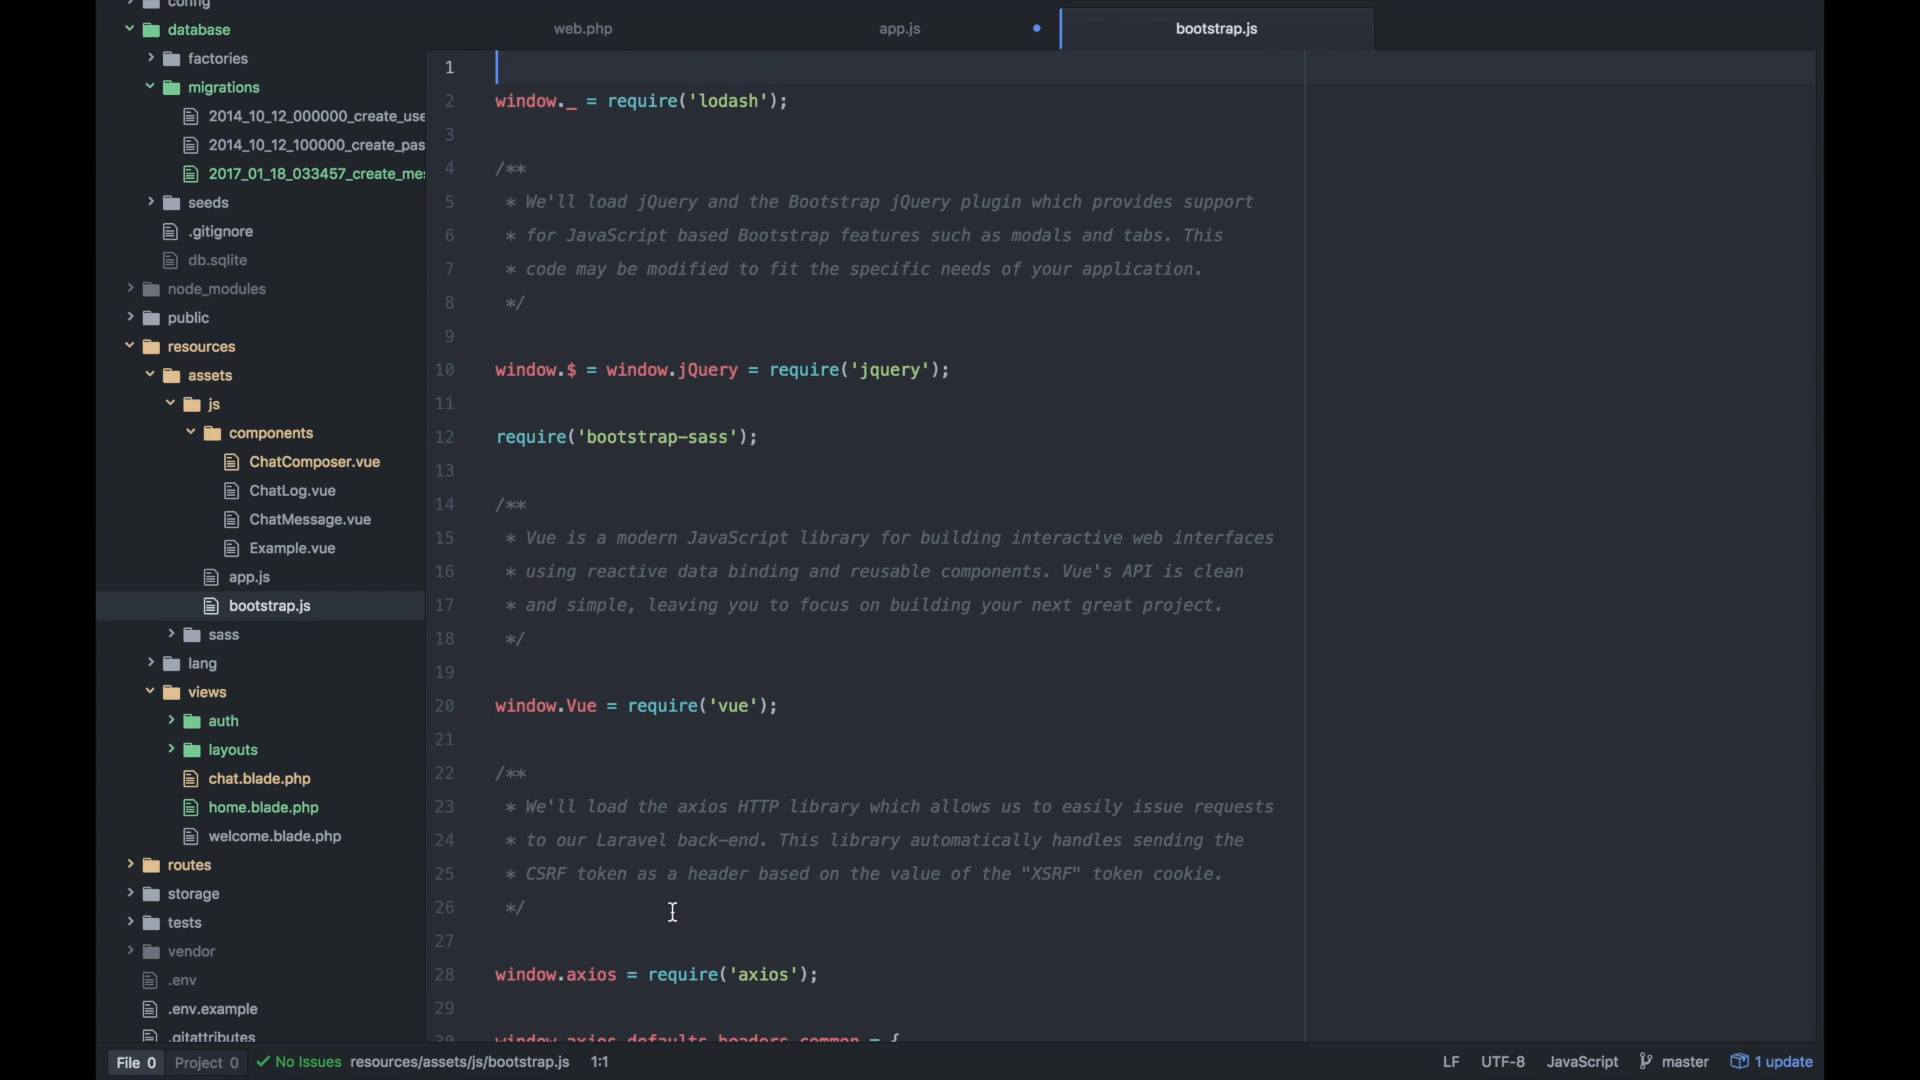 config
database
factories
migrations
2014_10_12_000000_create_use
2014_10_12_100000_create_pas
2017_01_18_033457_create_mes
seeds
.gitignore
db.sqlite
node_modules
public
resources
assets
js
components
ChatComposer.vue
ChatLog.vue
ChatMessage.vue
Example.vue
app.js
bootstrap.js
sass
lang
views
auth
layouts
chat.blade.php
home.blade.php
welcome.blade.php
routes
storage
tests
vendor
.env
.env.example
.gitattributes
web.php
app.js
bootstrap.js
1
2 window._ = require('lodash');
3
4 /**
5 * We'll load jQuery and the Bootstrap jQuery plugin which provides support
6 * for JavaScript based Bootstrap features such as modals and tabs. This
7 * code may be modified to fit the specific needs of your application.
8 */
9
10 window.$ = window.jQuery = require('jquery');
11
12 require('bootstrap-sass');
13
14 /**
15 * Vue is a modern JavaScript library for building interactive web interfaces
16 * using reactive data binding and reusable components. Vue's API is clean
17 * and simple, leaving you to focus on building your next great project.
18 */
19
20 window.Vue = require('vue');
21
22 /**
23 * We'll load the axios HTTP library which allows us to easily issue requests
24 * to our Laravel back-end. This library automatically handles sending the
25 * CSRF token as a header based on the value of the "XSRF" token cookie.
26 */
27
28 window.axios = require('axios');
29
30 window.axios.defaults.headers.common = {
File 0 Project 0 No Issues resources/assets/js/bootstrap.js 1:1 LF UTF-8 JavaScript master 1 update